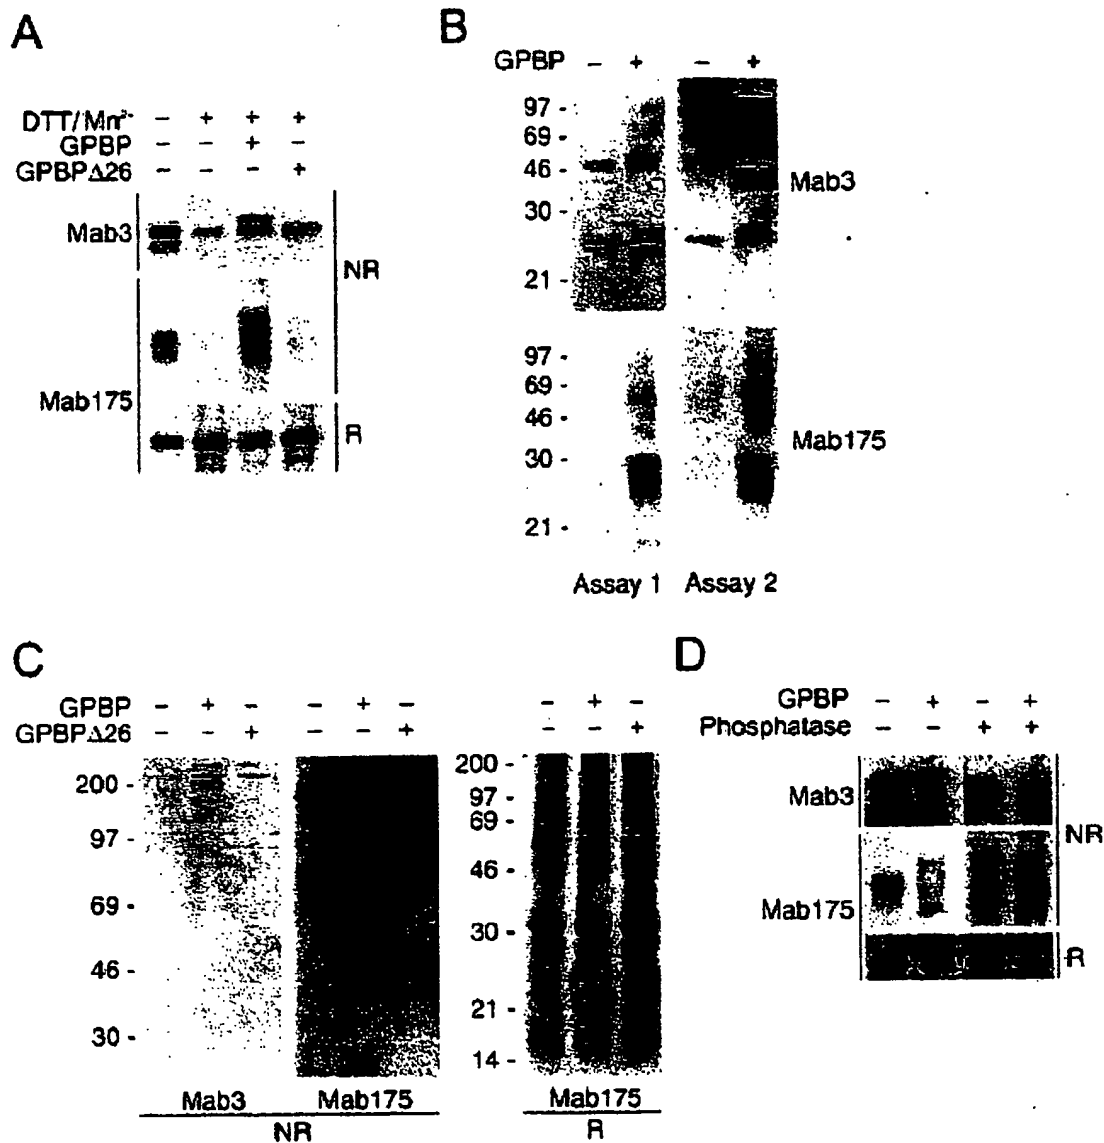 A
DTT/Mn²⁺ - + + +
GPBP - - + -
GPBPΔ26 - - - +
Mab3
NR
Mab175
R
B
GPBP - + - +
97 -
69 -
46 -
30 -
21 -
Mab3
97 -
69 -
46 -
30 -
21 -
Mab175
Assay 1 Assay 2
C
GPBP - + - - + - - + -
GPBPΔ26 - - + - - + - - +
200 -
97 -
69 -
46 -
30 -
200 -
97 -
69 -
46 -
30 -
21 -
14 -
Mab3 Mab175 Mab175
NR R
D
GPBP - + - +
Phosphatase - - + +
Mab3
NR
Mab175
R